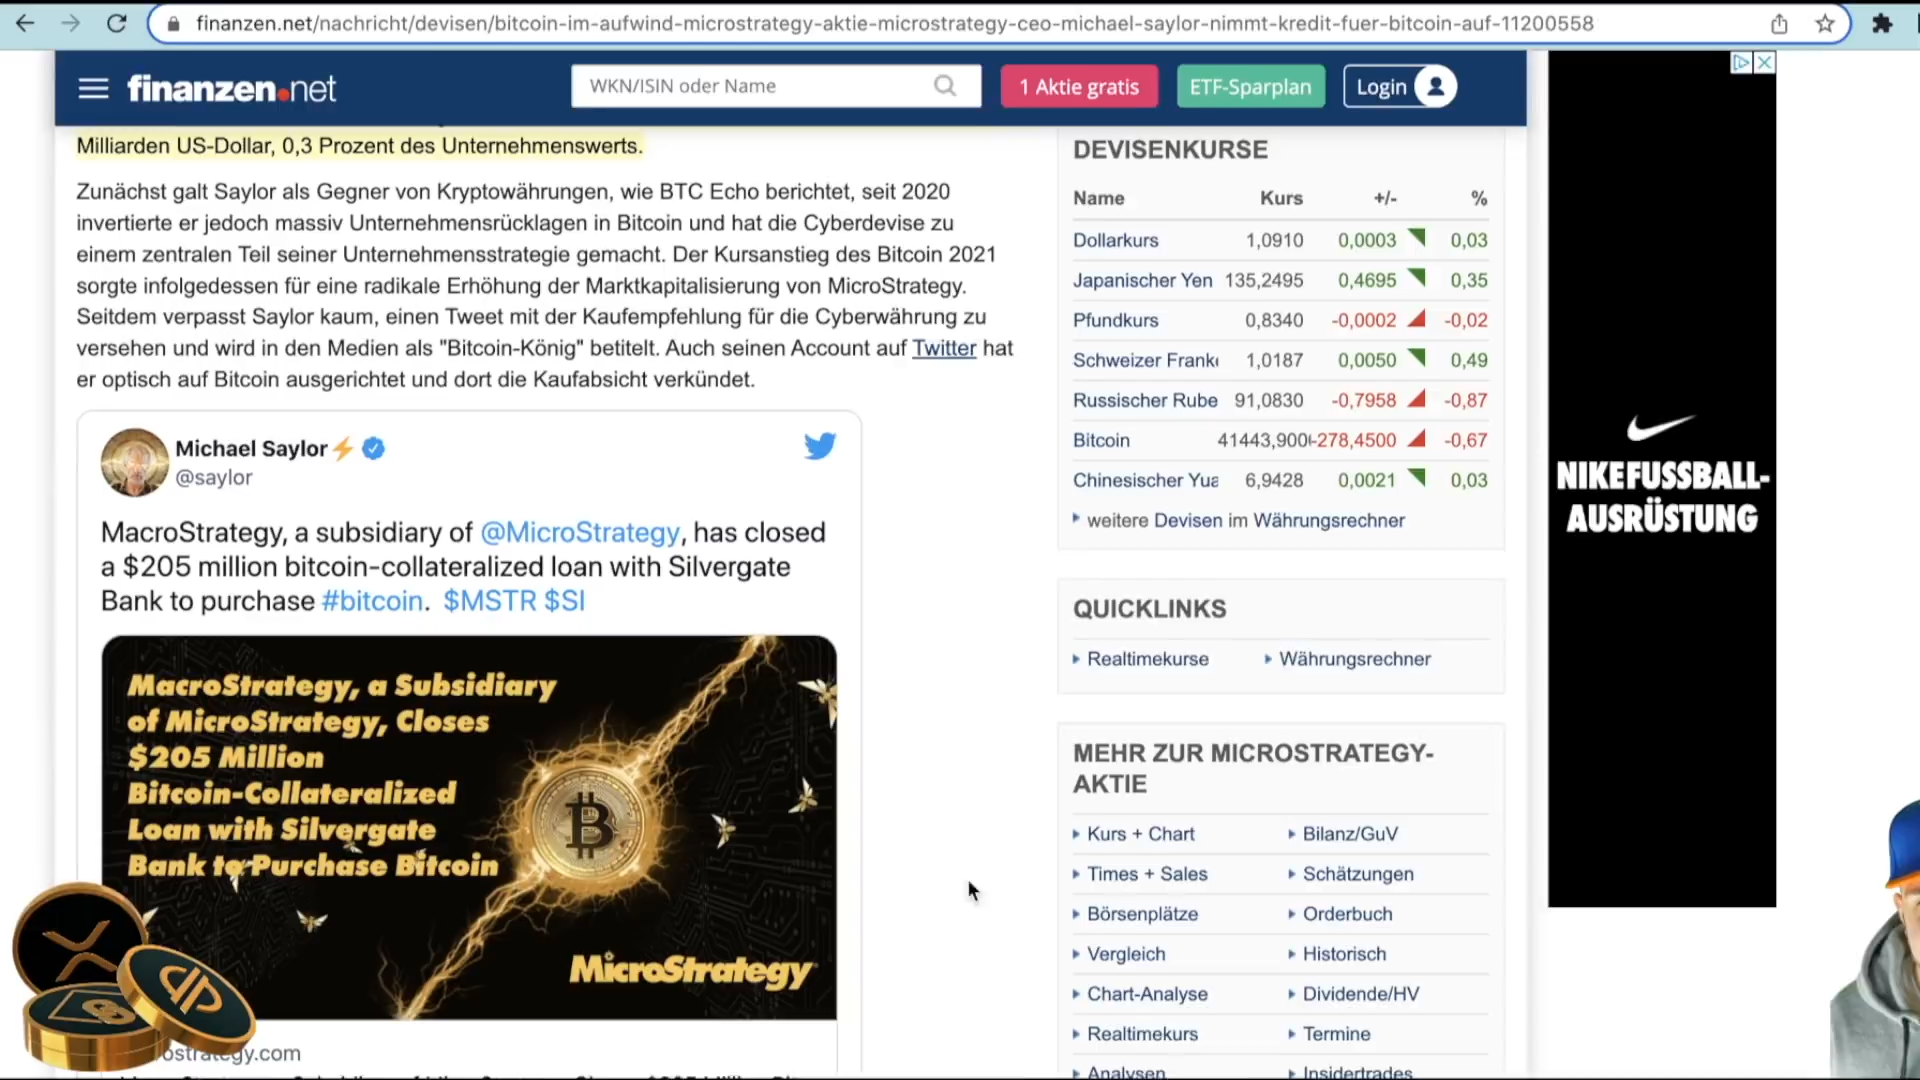 finanzen.net/nachricht/devisen/bitcoin-im-aufwind-microstrategy-aktie-microstrategy-ceo-michael-saylor-nimmt-kredit-fuer-bitcoin-auf-11200558
finanzen.net
WKN/ISIN oder Name
1 Aktie gratis
ETF-Sparplan
Login
Milliarden US-Dollar, 0,3 Prozent des Unternehmenswerts.
Zunächst galt Saylor als Gegner von Kryptowährungen, wie BTC Echo berichtet, seit 2020
invertierte er jedoch massiv Unternehmensrücklagen in Bitcoin und hat die Cyberdevise zu
einem zentralen Teil seiner Unternehmensstrategie gemacht. Der Kursanstieg des Bitcoin 2021
sorgte infolgedessen für eine radikale Erhöhung der Marktkapitalisierung von MicroStrategy.
Seitdem verpasst Saylor kaum, einen Tweet mit der Kaufempfehlung für die Cyberwährung zu
versehen und wird in den Medien als "Bitcoin-König" betitelt. Auch seinen Account auf Twitter hat
er optisch auf Bitcoin ausgerichtet und dort die Kaufabsicht verkündet.
Michael Saylor⚡
@saylor
MacroStrategy, a subsidiary of @MicroStrategy, has closed
a $205 million bitcoin-collateralized loan with Silvergate
Bank to purchase #bitcoin. $MSTR $SI
MacroStrategy, a Subsidiary
of MicroStrategy, Closes
$205 Million
Bitcoin-Collateralized
Loan with Silvergate
Bank to Purchase Bitcoin
MicroStrategy
ostrategy.com
DEVISENKURSE
Name Kurs +/- %
Dollarkurs 1,0910 0,0003 0,03
Japanischer Yen 135,2495 0,4695 0,35
Pfundkurs 0,8340 -0,0002 -0,02
Schweizer Franke 1,0187 0,0050 0,49
Russischer Rube 91,0830 -0,7958 -0,87
Bitcoin 41443,900 -278,4500 -0,67
Chinesischer Yua 6,9428 0,0021 0,03
weitere Devisen im Währungsrechner
QUICKLINKS
Realtimekurse Währungsrechner
MEHR ZUR MICROSTRATEGY-
AKTIE
Kurs + Chart Bilanz/GuV
Times + Sales Schätzungen
Börsenplätze Orderbuch
Vergleich Historisch
Chart-Analyse Dividende/HV
Realtimekurs Termine
Analysen Insidertrades
NIKE FUSSBALL-
AUSRÜSTUNG